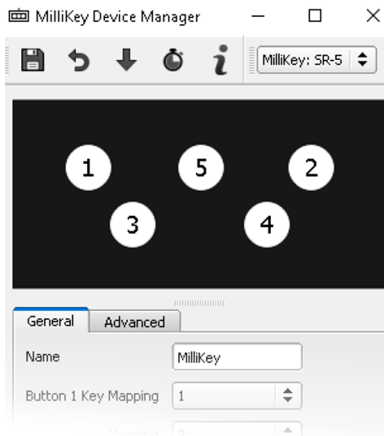 MilliKey Device Manager
MilliKey: SR-5
1 5 2
3 4
General Advanced
Name MilliKey
Button 1 Key Mapping 1